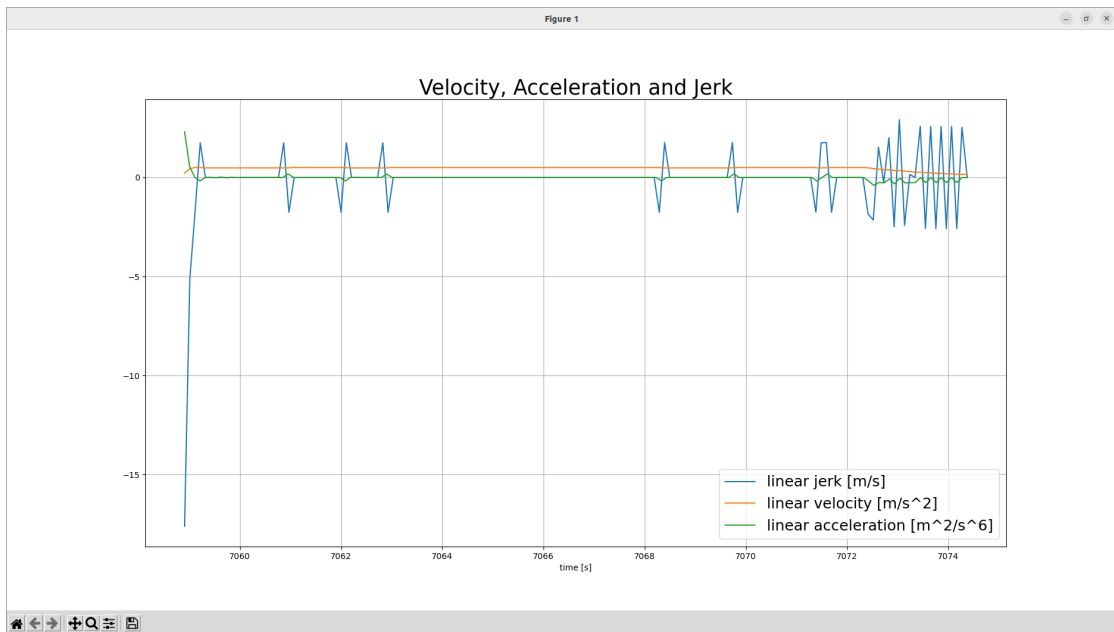 Figure 1
Velocity, Acceleration and Jerk
0
−5
−10
−15
linear jerk [m/s]
linear velocity [m/s^2]
linear acceleration [m^2/s^6]
7060 7062 7064 7066 7068 7070 7072 7074
time [s]